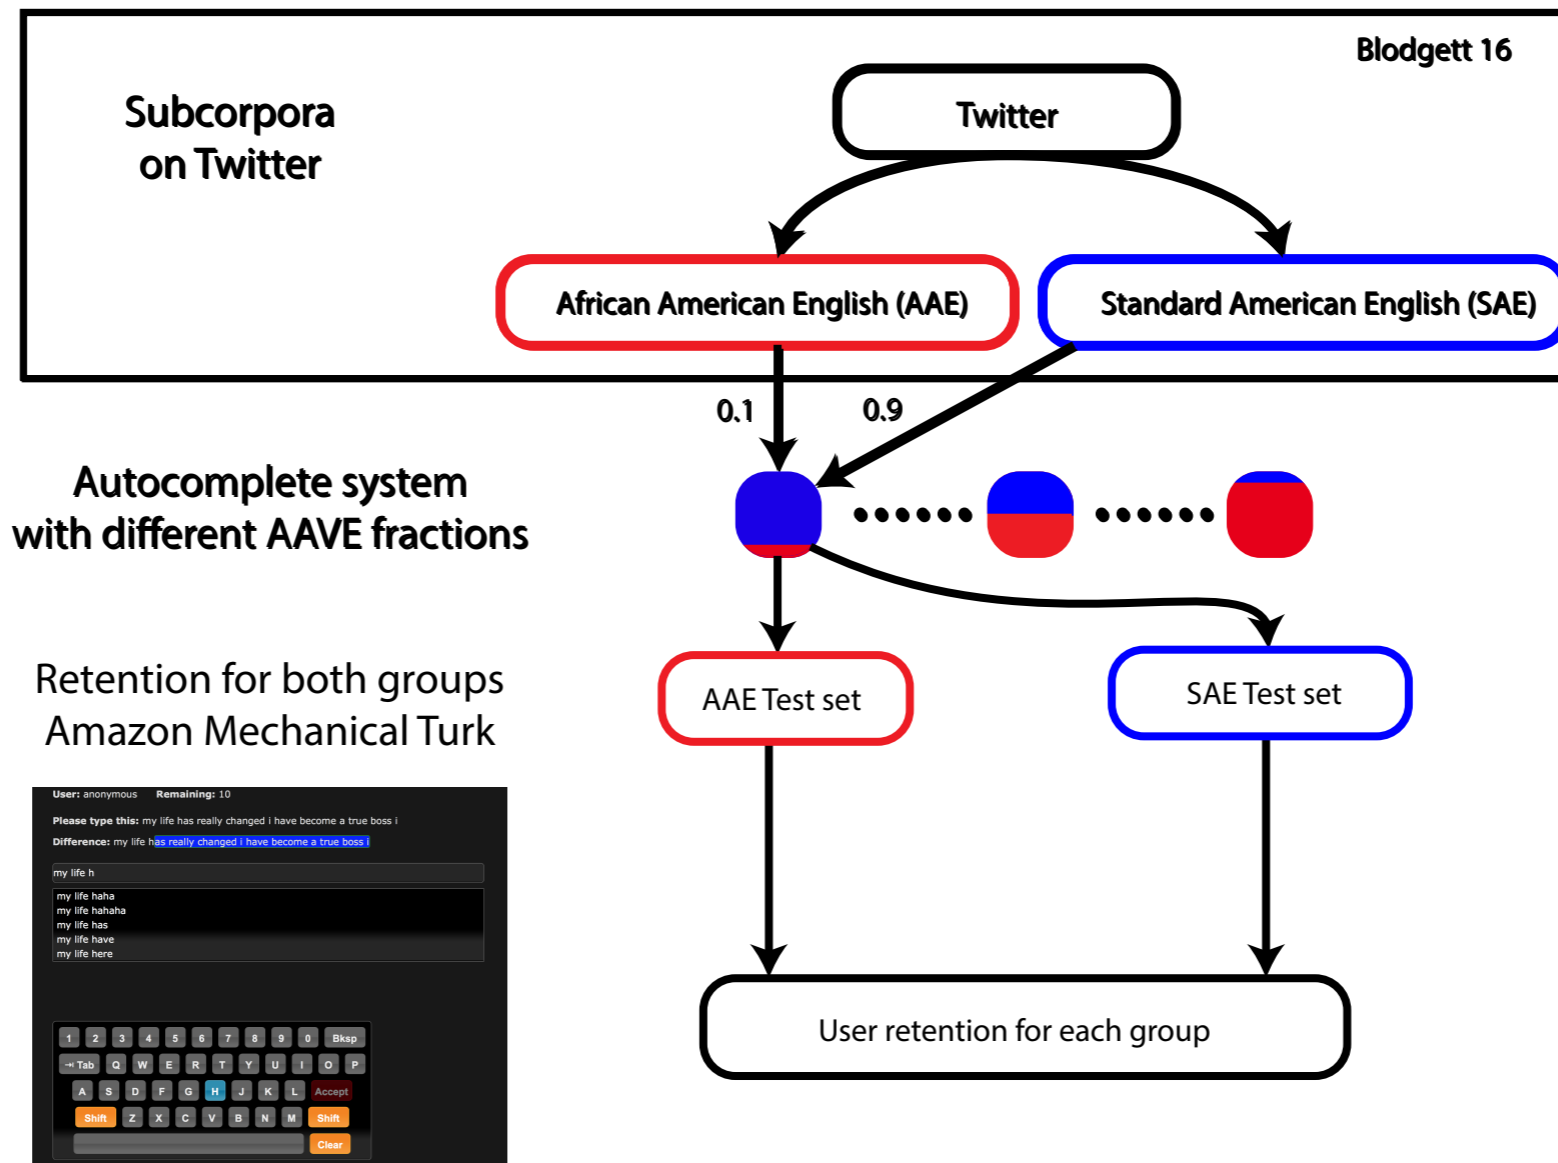 Blodgett 16
Subcorpora
on Twitter
Twitter
African American English (AAE)
Standard American English (SAE)
0.1
0.9
Autocomplete system
with different AAVE fractions
Retention for both groups
Amazon Mechanical Turk
AAE Test set
SAE Test set
User retention for each group
User: anonymous Remaining: 10
Please type this: my life has really changed i have become a true boss i
Difference: my life has really changed i have become a true boss i
my life h
my life haha
my life hahaha
my life has
my life have
my life here
1 2 3 4 5 6 7 8 9 0 Bksp
Tab Q W E R T Y U I O P
A S D F G H J K L Accept
Shift Z X C V B N M Shift
Clear